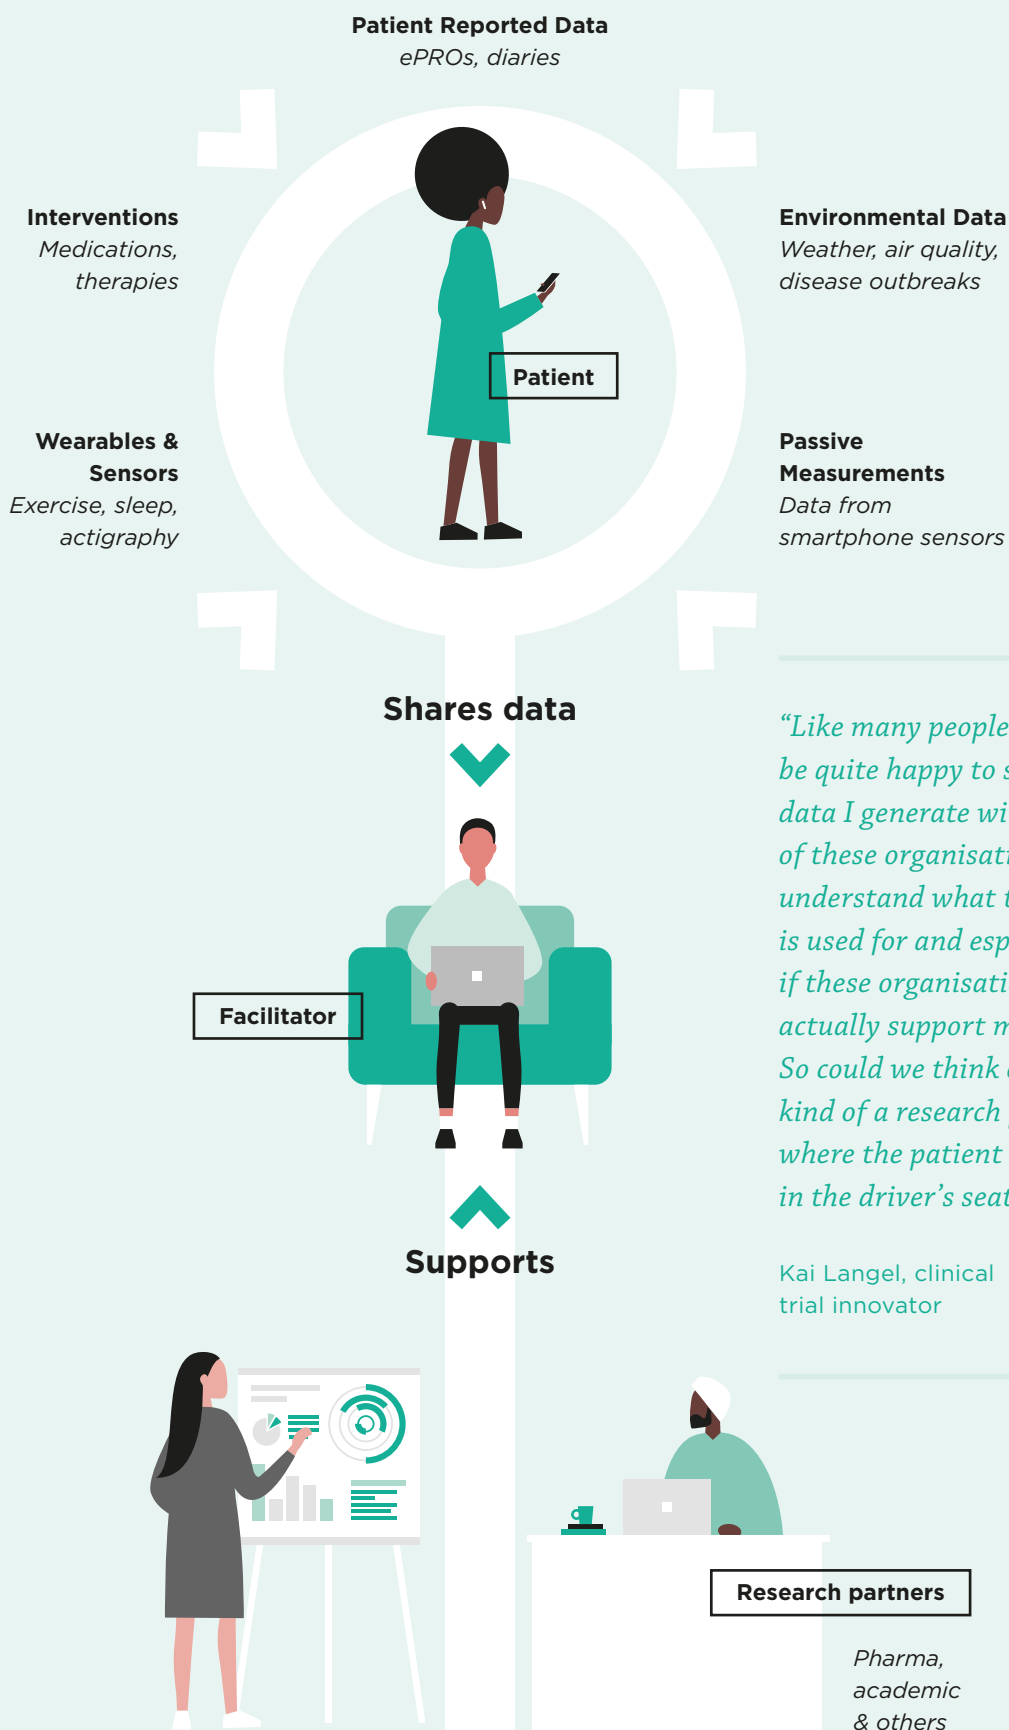 Patient Reported Data
ePROs, diaries
Interventions
Medications,
therapies
Environmental Data
Weather, air quality,
disease outbreaks
Patient
Wearables &
Sensors
Exercise, sleep,
actigraphy
Passive
Measurements
Data from
smartphone sensors
Shares data
Facilitator
Supports
“Like many people
be quite happy to
data I generate
of these
understand what
is used for and
if these
actually support
So could we think
kind of a research
where the patient
in the driver’s seat
Kai Langel, clinical
trial innovator
Research partners
Pharma,
academic
& others